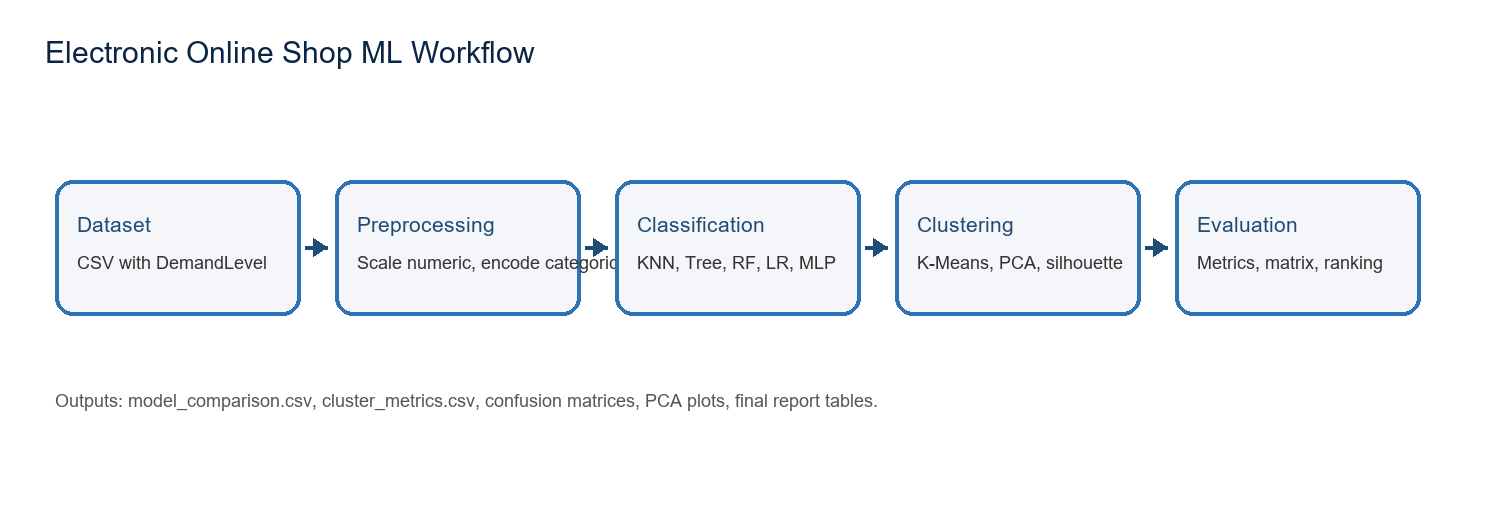 Electronic Online Shop ML Workflow
Dataset
CSV with DemandLevel
Preprocessing
Scale numeric, encode categoric
Classification
KNN, Tree, RF, LR, MLP
Clustering
K-Means, PCA, silhouette
Evaluation
Metrics, matrix, ranking
Outputs: model_comparison.csv, cluster_metrics.csv, confusion matrices, PCA plots, final report tables.